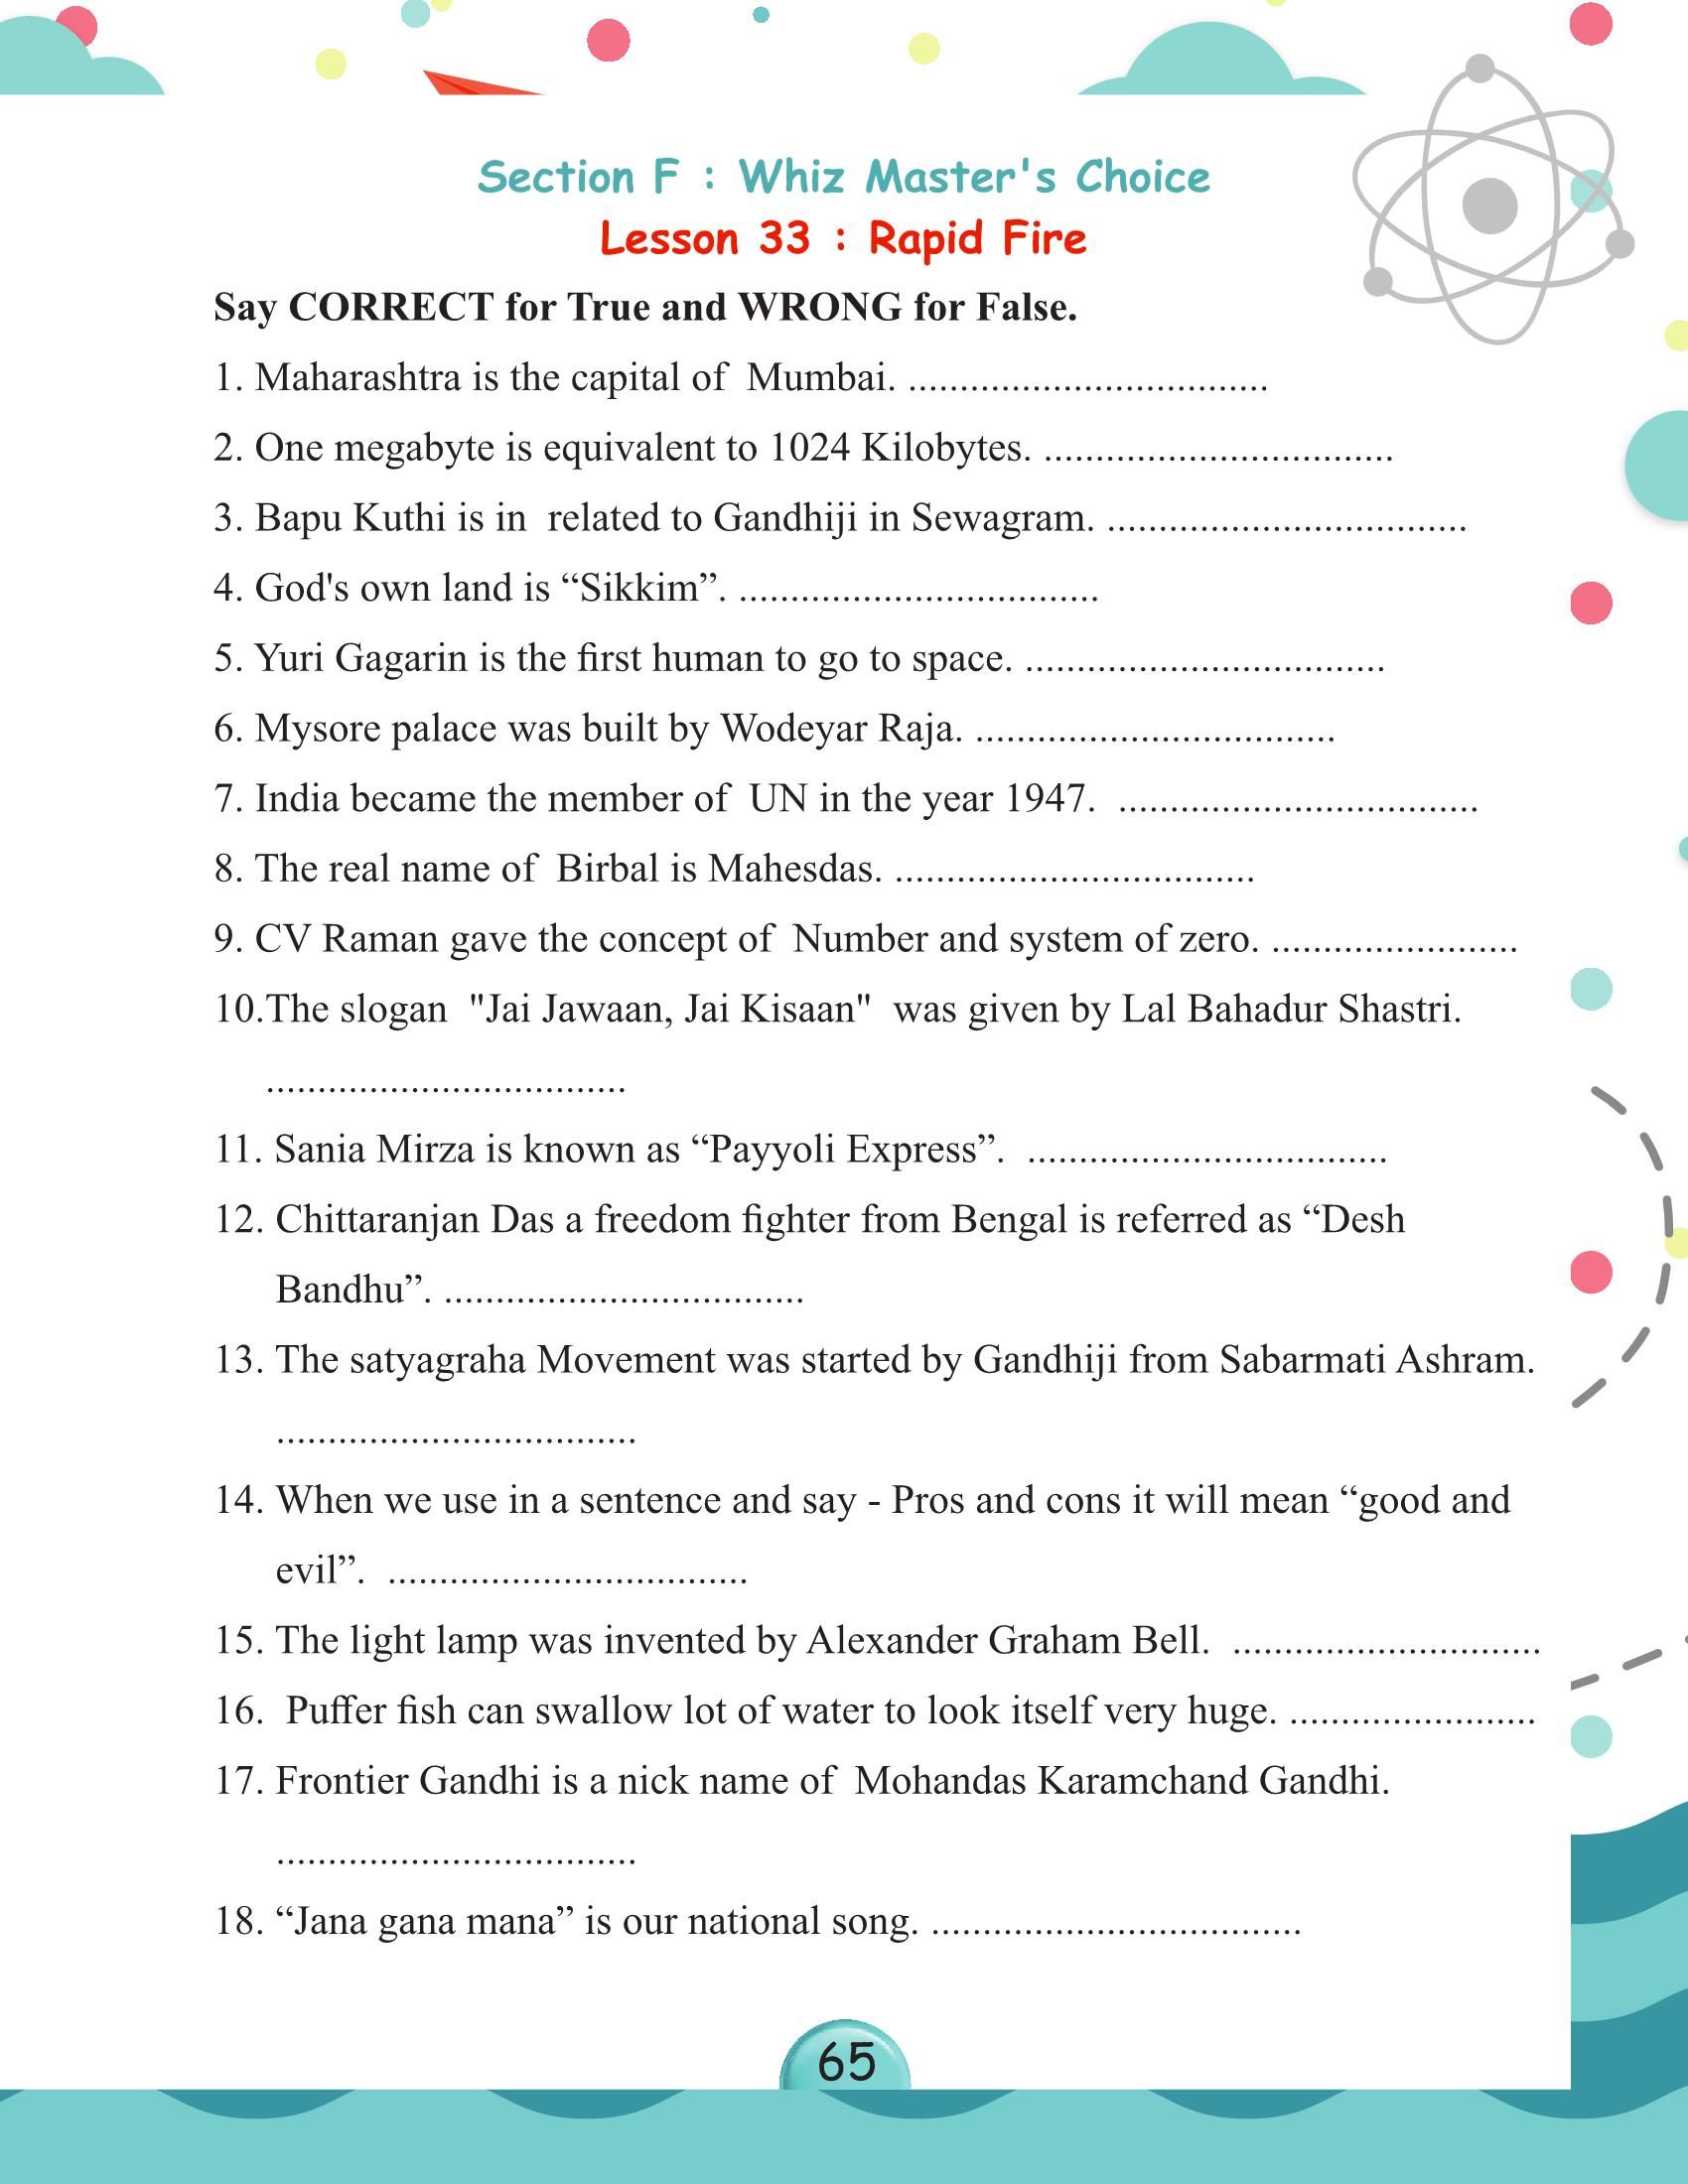 Section F : Whiz Master's Choice
Lesson 33 : Rapid Fire
Say CORRECT for True and WRONG for False.
1. Maharashtra is the capital of Mumbai. ...................................
2. One megabyte is equivalent to 1024 Kilobytes. ..................................
3. Bapu Kuthi is in related to Gandhiji in Sewagram. ...................................
4. God's own land is “Sikkim”. ...................................
5. Yuri Gagarin is the first human to go to space. ...................................
6. Mysore palace was built by Wodeyar Raja. ...................................
7. India became the member of UN in the year 1947. ...................................
8. The real name of Birbal is Mahesdas. ...................................
9. CV Raman gave the concept of Number and system of zero. ........................
10.The slogan "Jai Jawaan, Jai Kisaan" was given by Lal Bahadur Shastri.
...................................
11. Sania Mirza is known as “Payyoli Express”. ...................................
12. Chittaranjan Das a freedom fighter from Bengal is referred as “Desh
Bandhu”. ...................................
13. The satyagraha Movement was started by Gandhiji from Sabarmati Ashram.
...................................
14. When we use in a sentence and say - Pros and cons it will mean “good and
evil”. ...................................
15. The light lamp was invented by Alexander Graham Bell. ..............................
16. Puffer fish can swallow lot of water to look itself very huge. ........................
17. Frontier Gandhi is a nick name of Mohandas Karamchand Gandhi.
...................................
18. “Jana gana mana” is our national song. ....................................
65